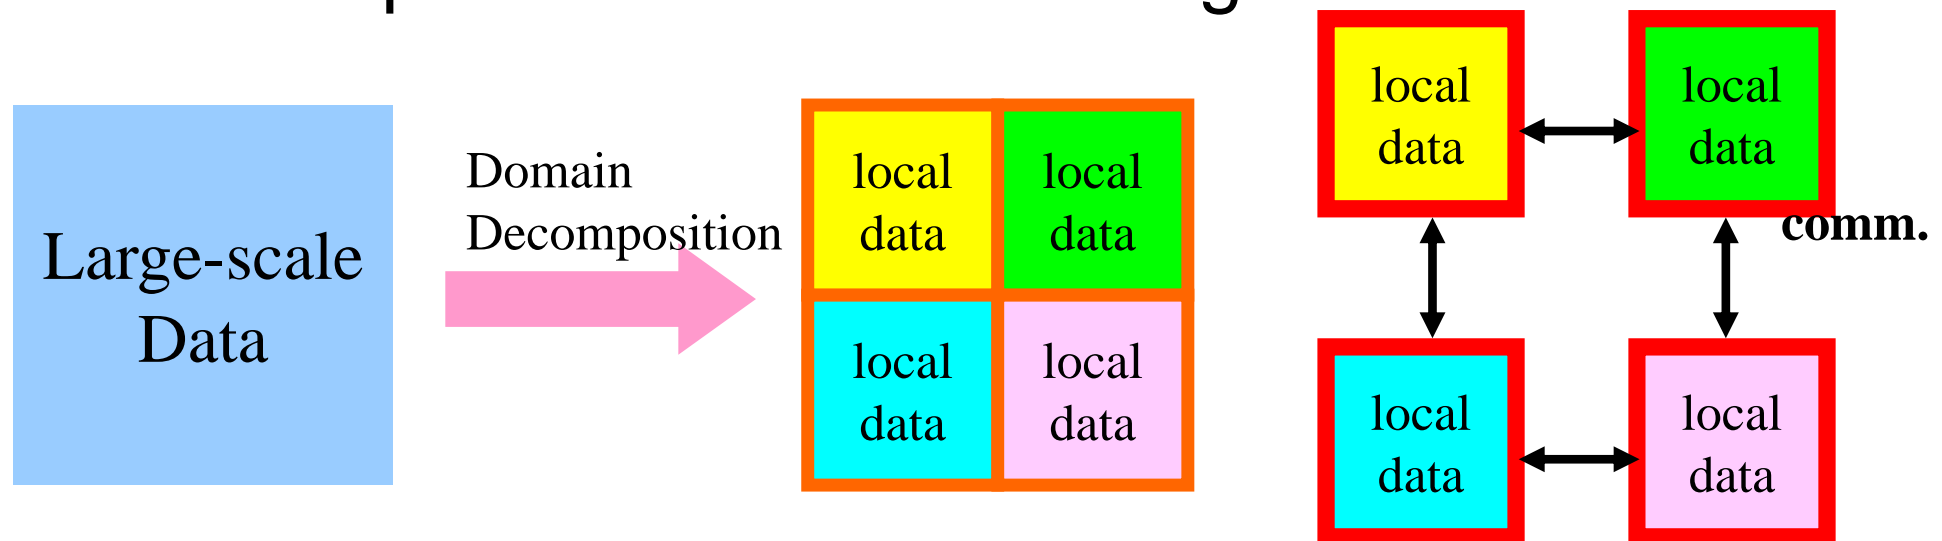 Large-scale
Data
Domain
Decomposition
local
data
local
data
local
data
local
data
local
data
local
data
comm.
local
data
local
data